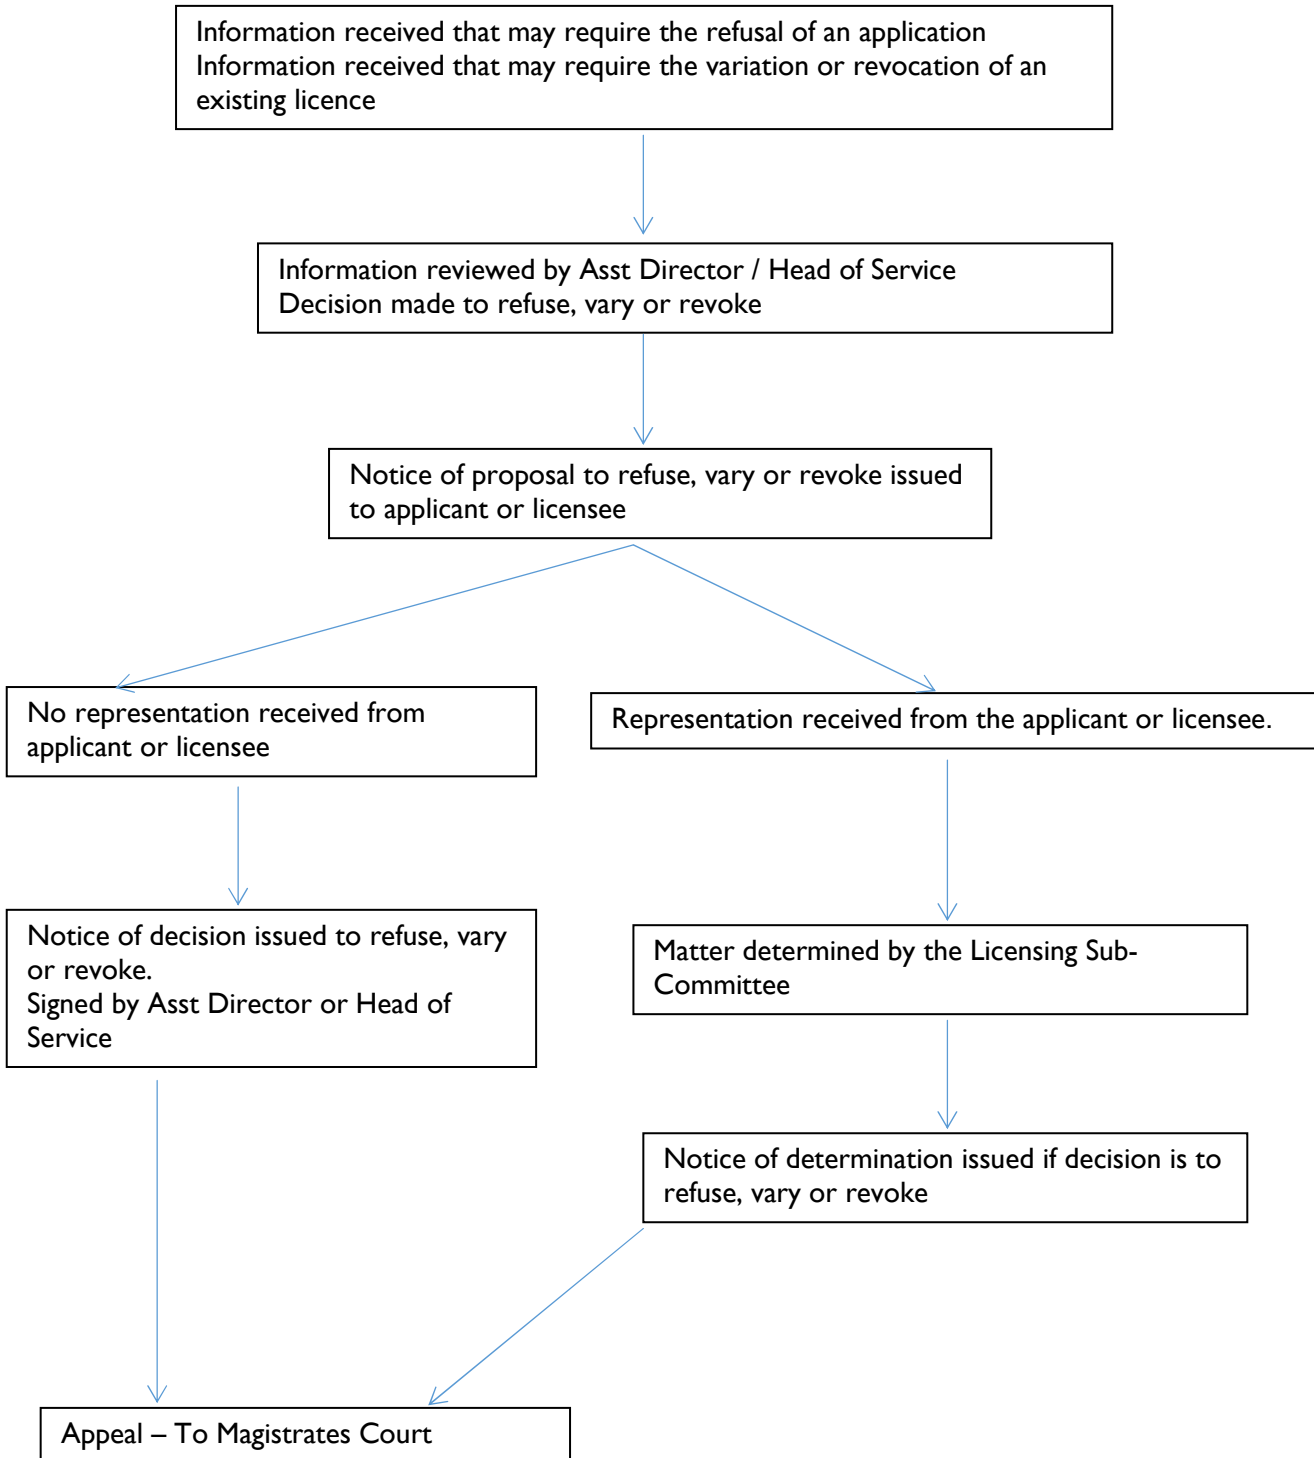 Information received that may require the refusal of an application
Information received that may require the variation or revocation of an
existing licence
Information reviewed by Asst Director / Head of Service
Decision made to refuse, vary or revoke
Notice of proposal to refuse, vary or revoke issued
to applicant or licensee
No representation received from
applicant or licensee
Representation received from the applicant or licensee.
Notice of decision issued to refuse, vary
or revoke.
Signed by Asst Director or Head of
Service
Matter determined by the Licensing Sub-
Committee
Notice of determination issued if decision is to
refuse, vary or revoke
Appeal – To Magistrates Court